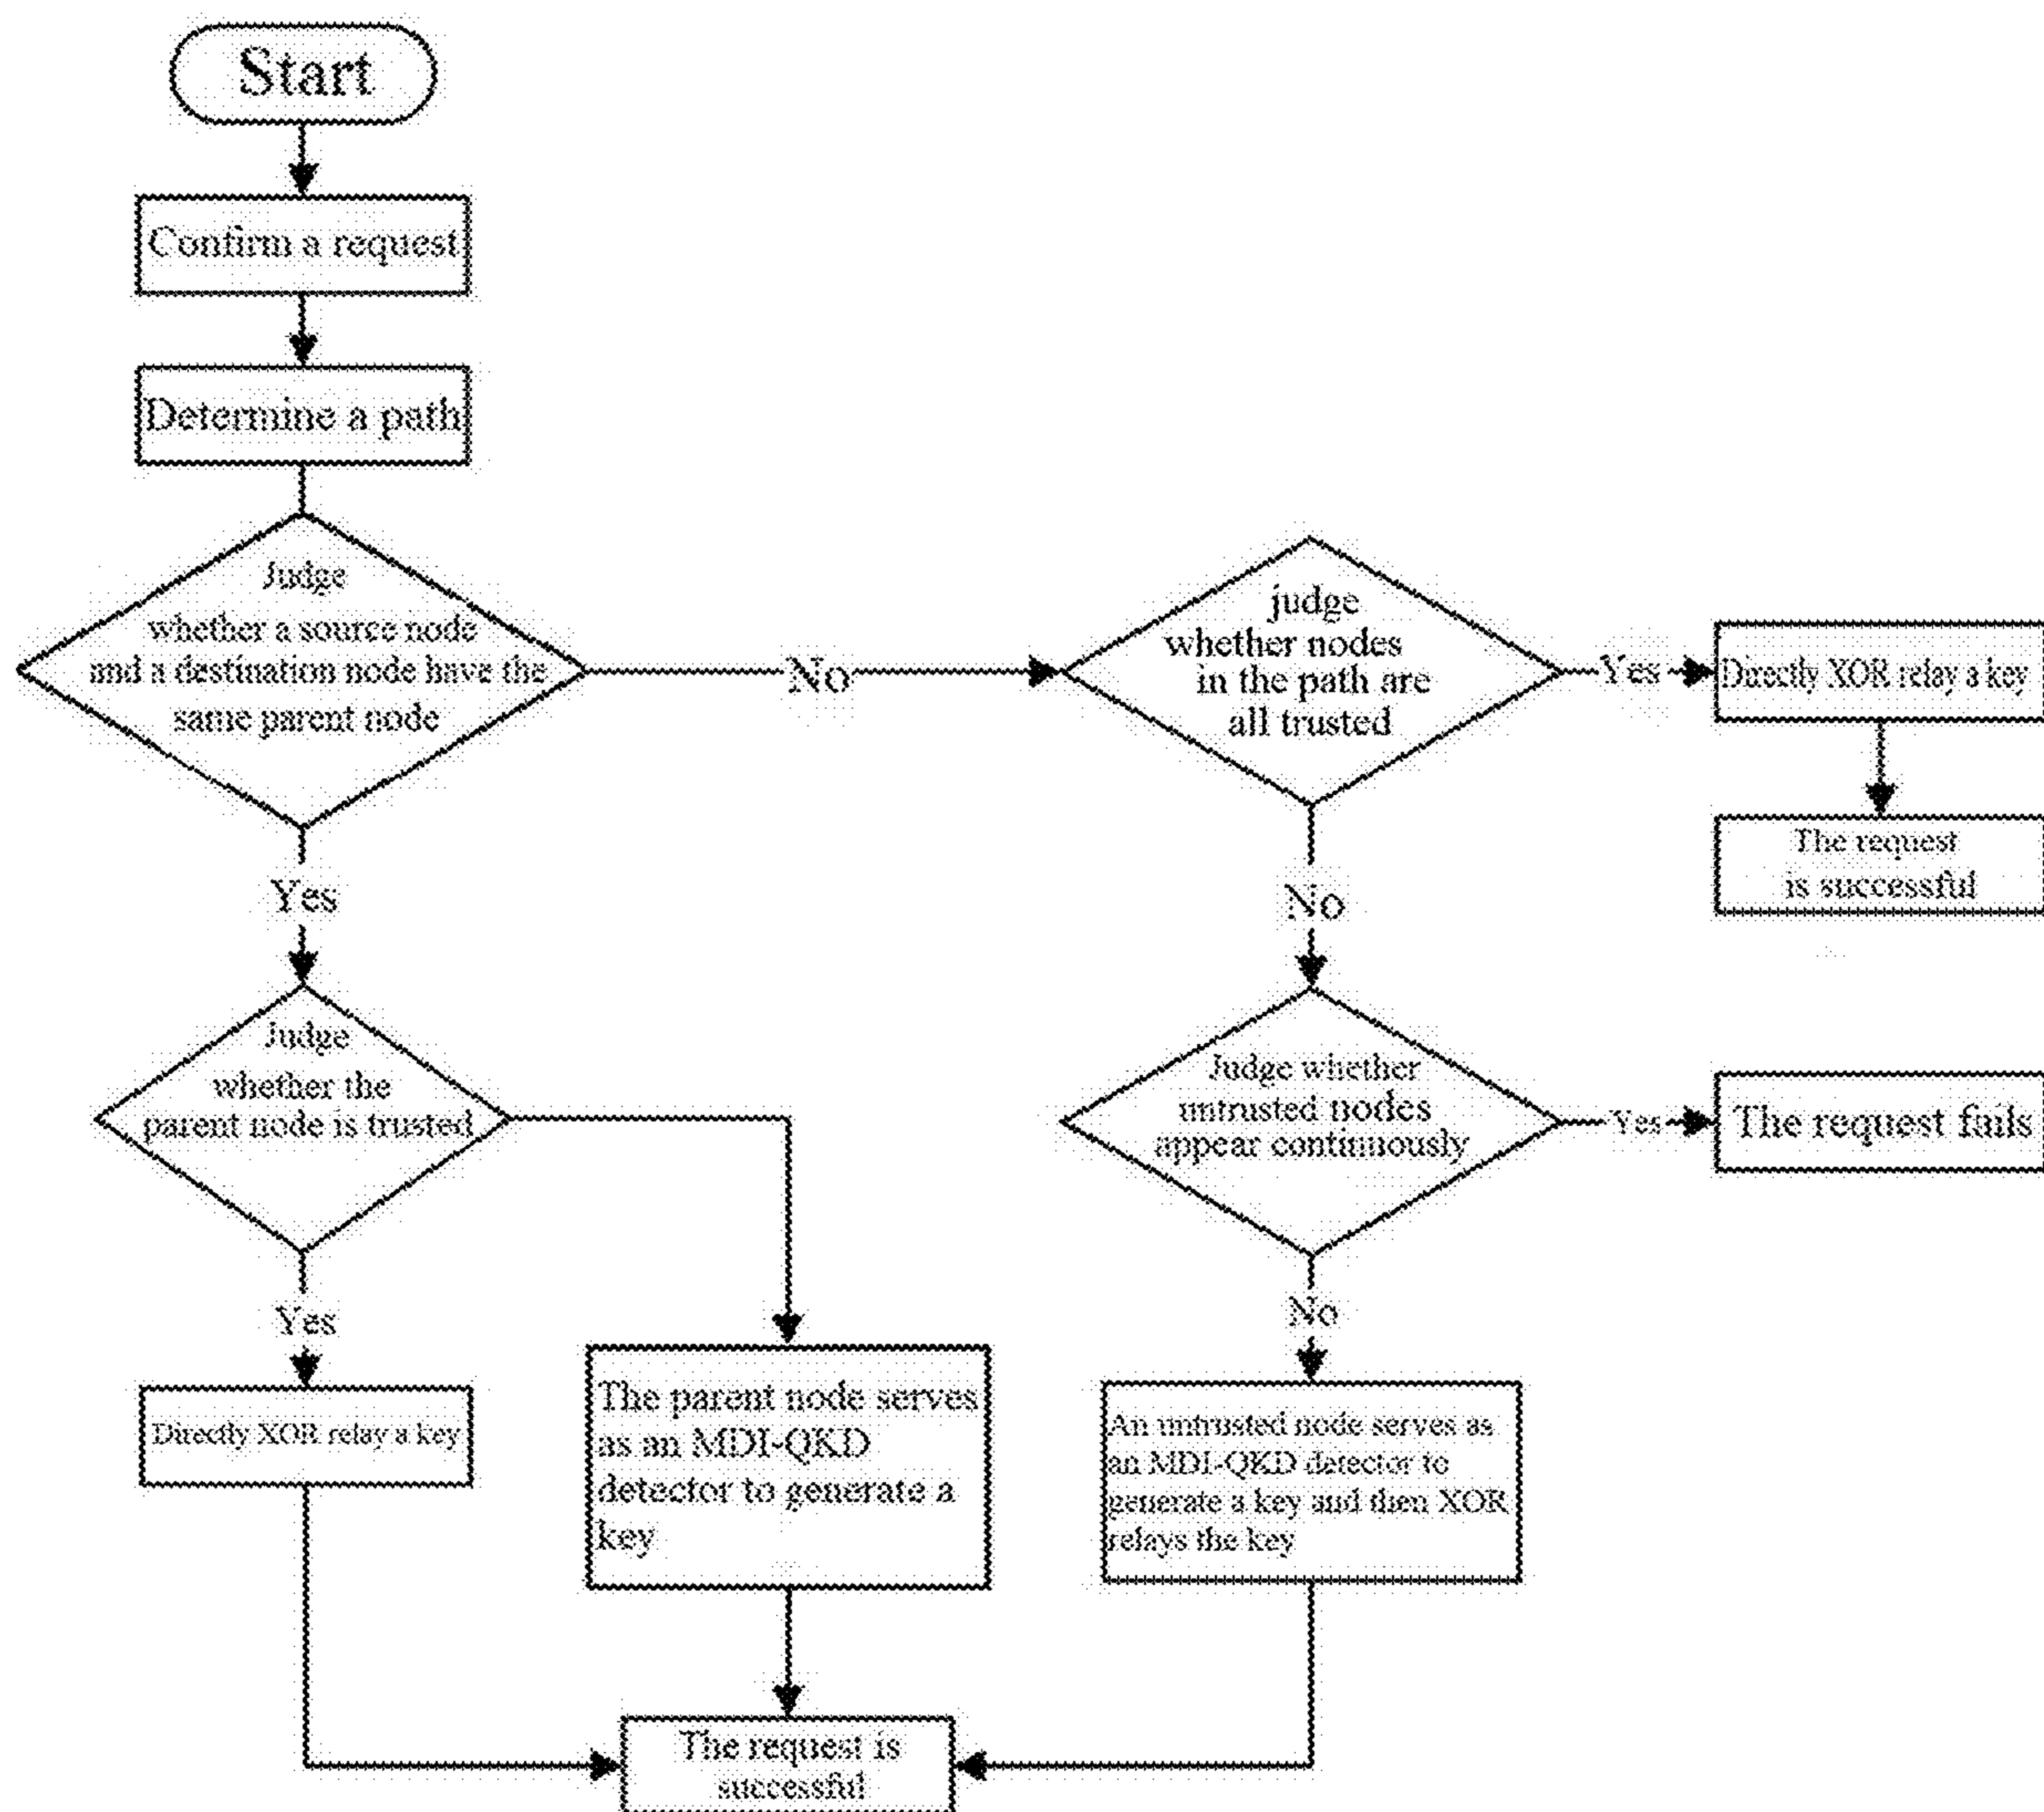 Start
Confirm a request
Determine a path
Judge
whether a source node
and a destination node have the
same parent node
No
judge
whether nodes
in the path are
all trusted
Yes
Directly XOR relay a key
The request
is successful
Yes
No
Judge
whether the
parent node is trusted
Judge whether
untrusted nodes
appear continuously
Yes
The request fails
Yes
No
Directly XOR relay a key
The parent node serves
as an MDI-QKD
detector to generate a
key
An untrusted node serves as
an MDI-QKD detector to
generate a key and then XOR
relays the key
The request is
successful